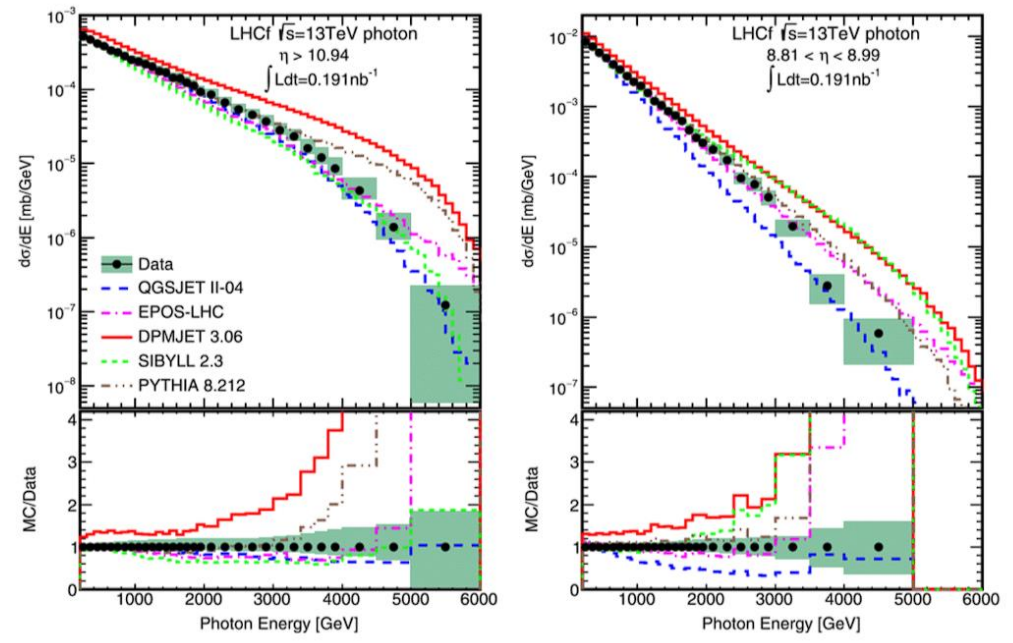 LHCf √s=13TeV photon
η > 10.94
∫Ldt=0.191nb⁻¹
dσ/dE [mb/GeV]
10⁻³
10⁻⁴
10⁻⁵
10⁻⁶
10⁻⁷
10⁻⁸
Data
QGSJET II-04
EPOS-LHC
DPMJET 3.06
SIBYLL 2.3
PYTHIA 8.212
MC/Data
4
3
2
1
0
1000 2000 3000 4000 5000 6000
Photon Energy [GeV]
LHCf √s=13TeV photon
8.81 < η < 8.99
∫Ldt=0.191nb⁻¹
dσ/dE [mb/GeV]
10⁻²
10⁻³
10⁻⁴
10⁻⁵
10⁻⁶
10⁻⁷
MC/Data
4
3
2
1
0
1000 2000 3000 4000 5000 6000
Photon Energy [GeV]